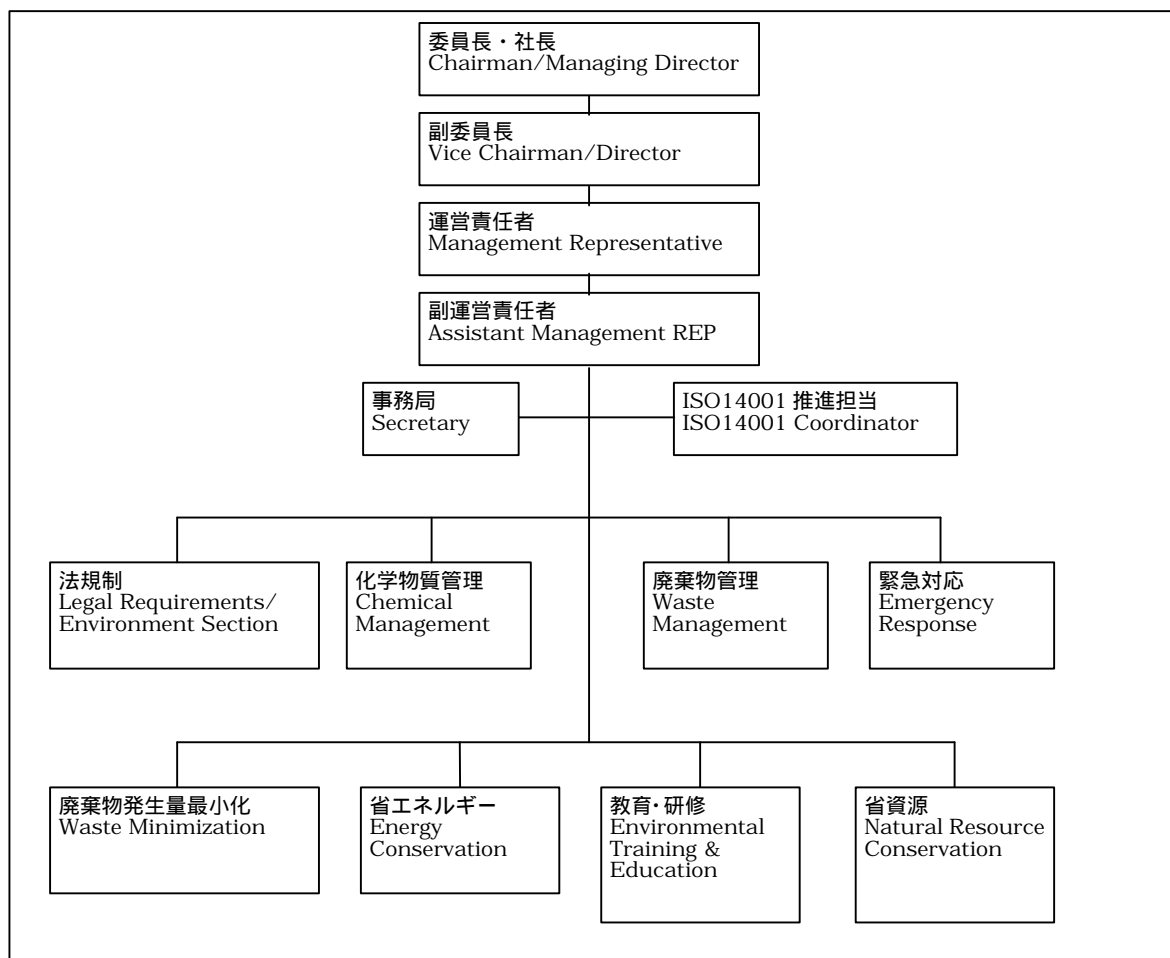 委員長・社長
Chairman/Managing Director
副委員長
Vice Chairman/Director
運営責任者
Management Representative
副運営責任者
Assistant Management REP
事務局
Secretary
ISO14001 推進担当
ISO14001 Coordinator
法規制
Legal Requirements/
Environment Section
化学物質管理
Chemical
Management
廃棄物管理
Waste
Management
緊急対応
Emergency
Response
廃棄物発生量最小化
Waste Minimization
省エネルギー
Energy
Conservation
教育・研修
Environmental
Training &
Education
省資源
Natural Resource
Conservation